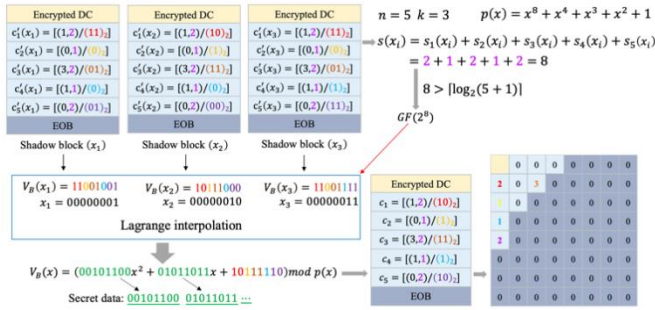 Encrypted DC
c′₁(x₁) = [(1,2)/(11)₂]
c′₂(x₁) = [(0,1)/(0)₂]
c′₃(x₁) = [(3,2)/(01)₂]
c′₄(x₁) = [(1,1)/(0)₂]
c′₅(x₁) = [(0,2)/(01)₂]
EOB
Shadow block (x₁)
Encrypted DC
c′₁(x₂) = [(1,2)/(10)₂]
c′₂(x₂) = [(0,1)/(1)₂]
c′₃(x₂) = [(3,2)/(11)₂]
c′₄(x₂) = [(1,1)/(0)₂]
c′₅(x₂) = [(0,2)/(00)₂]
EOB
Shadow block (x₂)
Encrypted DC
c′₁(x₃) = [(1,2)/(11)₂]
c′₂(x₃) = [(0,1)/(0)₂]
c′₃(x₃) = [(3,2)/(01)₂]
c′₄(x₃) = [(1,1)/(1)₂]
c′₅(x₃) = [(0,2)/(11)₂]
EOB
Shadow block (x₃)
n = 5 k = 3 p(x) = x⁸ + x⁴ + x³ + x² + 1
s(xᵢ) = s₁(xᵢ) + s₂(xᵢ) + s₃(xᵢ) + s₄(xᵢ) + s₅(xᵢ)
= 2 + 1 + 2 + 1 + 2 = 8
8 > ⌈log₂(5 + 1)⌉
GF(2⁸)
V_B(x₁) = 11001001 V_B(x₂) = 10111000 V_B(x₃) = 11001111
x₁ = 00000001 x₂ = 00000010 x₃ = 00000011
Lagrange interpolation
V_B(x) = (00101100x² + 01011011x + 10111110)mod p(x)
Secret data: 00101100 01011011 ...
Encrypted DC
c₁ = [(1,2)/(10)₂]
c₂ = [(0,1)/(1)₂]
c₃ = [(3,2)/(11)₂]
c₄ = [(1,1)/(1)₂]
c₅ = [(0,2)/(10)₂]
EOB
0 0 0 0 0 0 0
2 0 3 0 0 0 0 0
1 0 0 0 0 0 0 0
1 0 0 0 0 0 0 0
2 0 0 0 0 0 0 0
0 0 0 0 0 0 0 0
0 0 0 0 0 0 0 0
0 0 0 0 0 0 0 0